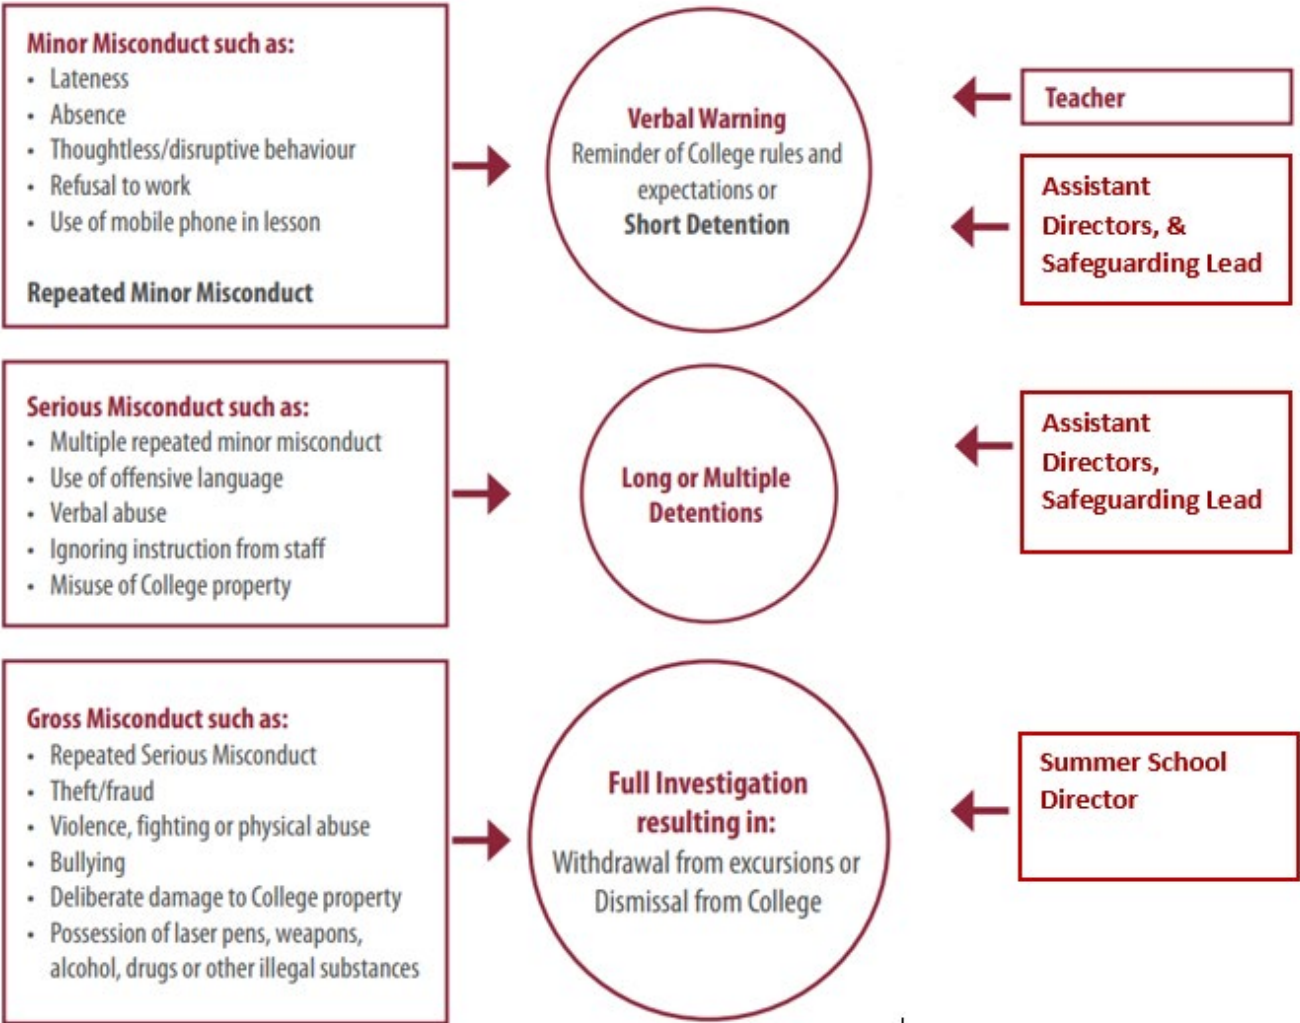 Minor Misconduct such as:
• Lateness
• Absence
• Thoughtless/disruptive behaviour
• Refusal to work
• Use of mobile phone in lesson
Repeated Minor Misconduct
Verbal Warning
Reminder of College rules and
expectations or
Short Detention
Teacher
Assistant
Directors, &
Safeguarding Lead
Serious Misconduct such as:
• Multiple repeated minor misconduct
• Use of offensive language
• Verbal abuse
• Ignoring instruction from staff
• Misuse of College property
Long or Multiple
Detentions
Assistant
Directors,
Safeguarding Lead
Gross Misconduct such as:
• Repeated Serious Misconduct
• Theft/fraud
• Violence, fighting or physical abuse
• Bullying
• Deliberate damage to College property
• Possession of laser pens, weapons,
alcohol, drugs or other illegal substances
Full Investigation
resulting in:
Withdrawal from excursions or
Dismissal from College
Summer School
Director